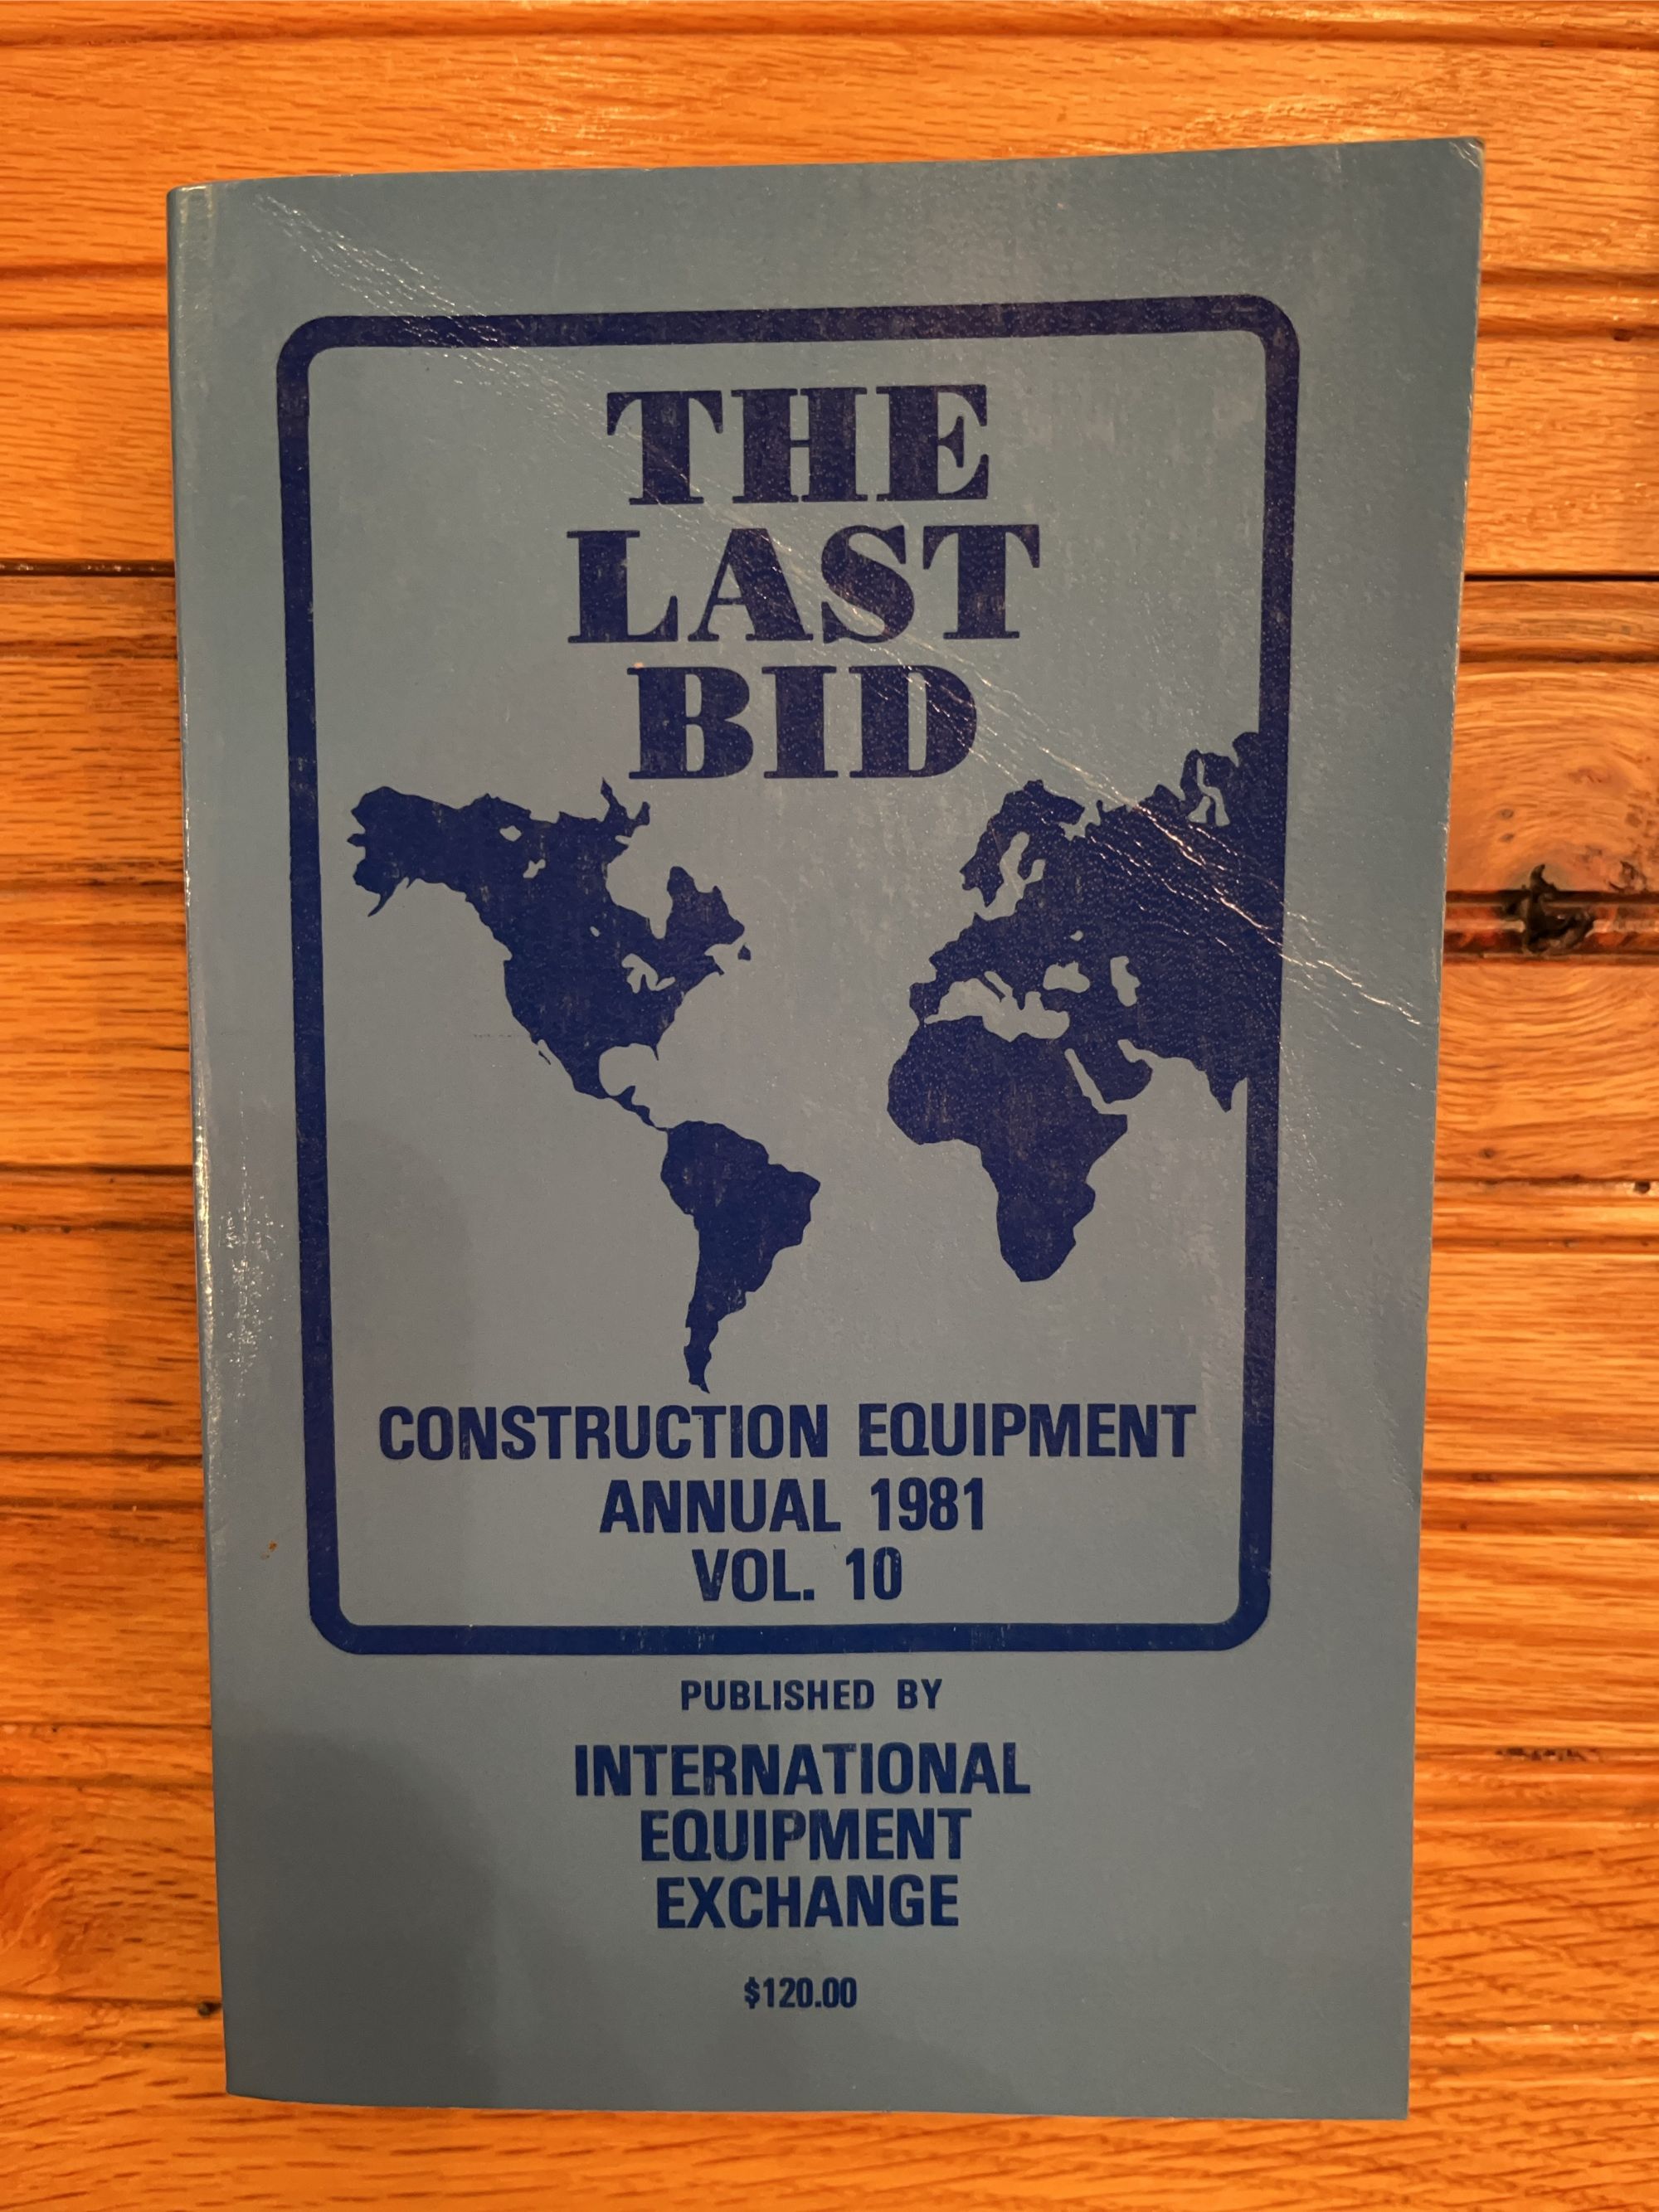 THE
LAST
BID
CONSTRUCTION EQUIPMENT
ANNUAL 1981
VOL. 10
PUBLISHED BY
INTERNATIONAL
EQUIPMENT
EXCHANGE
$120.00